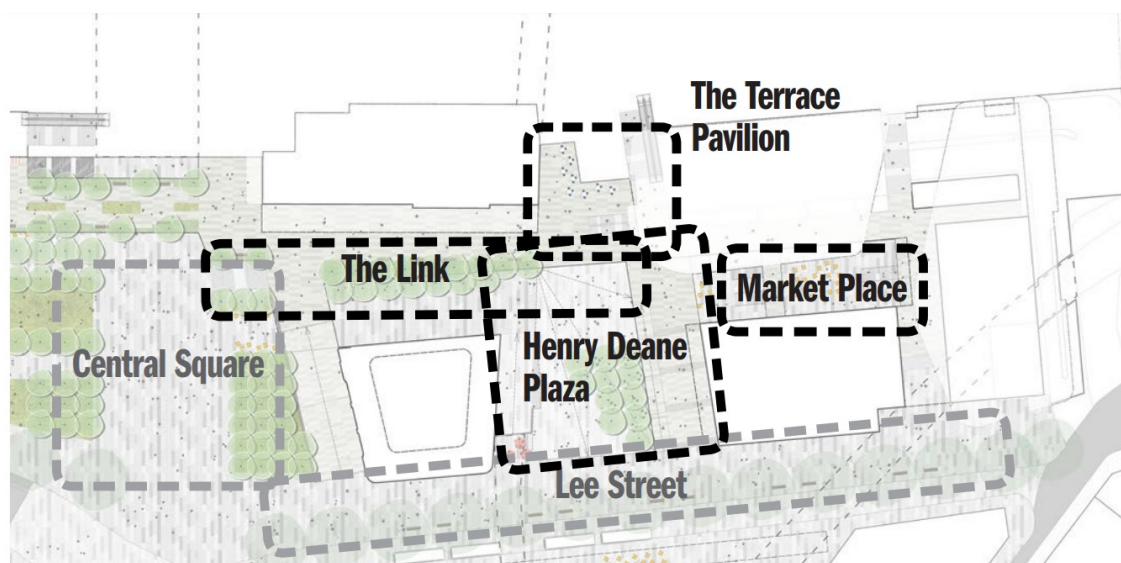 The Terrace
Pavilion
The Link
Market Place
Central Square
Henry Deane
Plaza
Lee Street